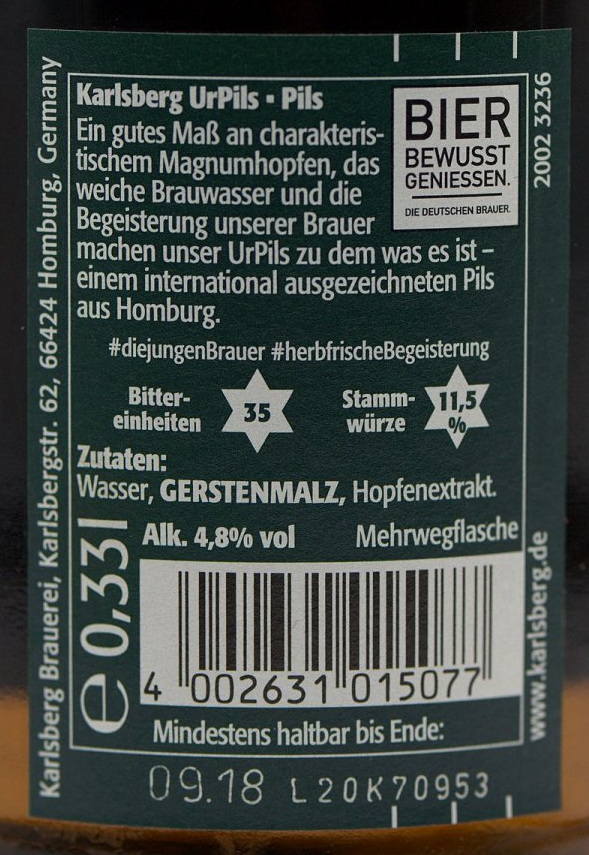 Karlsberg UrPils ▪ Pils
Ein gutes Maß an charakteris-
tischem Magnumhopfen, das
weiche Brauwasser und die
Begeisterung unserer Brauer
machen unser UrPils zu dem was es ist –
einem international ausgezeichneten Pils
aus Homburg.
BIER
BEWUSST
GENIESSEN.
DIE DEUTSCHEN BRAUER.
#diejungenBrauer #herbfrischeBegeisterung
Bitter-
einheiten
35
Stamm-
würze
11,5
%
Zutaten:
Wasser, GERSTENMALZ, Hopfenextrakt.
Alk. 4,8% vol
Mehrwegflasche
e 0,33l
4 002631 015077
Mindestens haltbar bis Ende:
09.18 L20K70953
Karlsberg Brauerei, Karlsbergstr. 62, 66424 Homburg, Germany
2002 3236
www.karlsberg.de